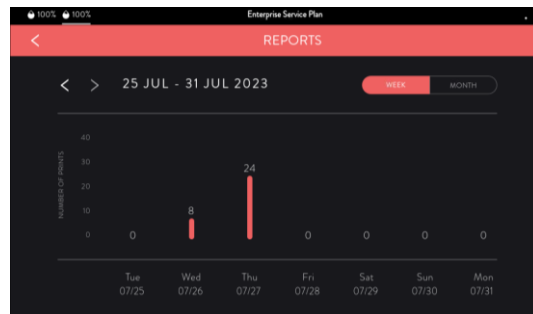 100% 100% Enterprise Service Plan
REPORTS
25 JUL - 31 JUL 2023
WEEK MONTH
NUMBER OF PRINTS
40
30
20
10
0
0 8 24 0 0 0 0
Tue Wed Thu Fri Sat Sun Mon
07/25 07/26 07/27 07/28 07/29 07/30 07/31